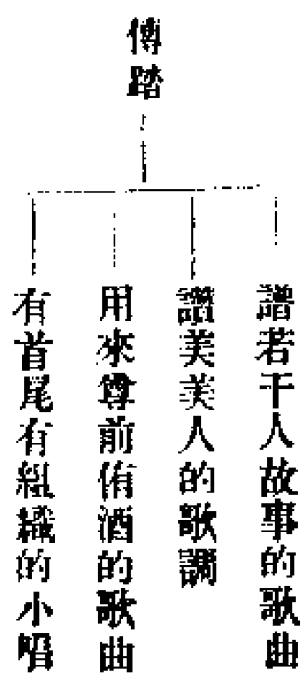 傳踏
譜若干人故事的歌曲
讚美美人的歌調
用來尊前侑酒的歌曲
有首尾有組織的小唱